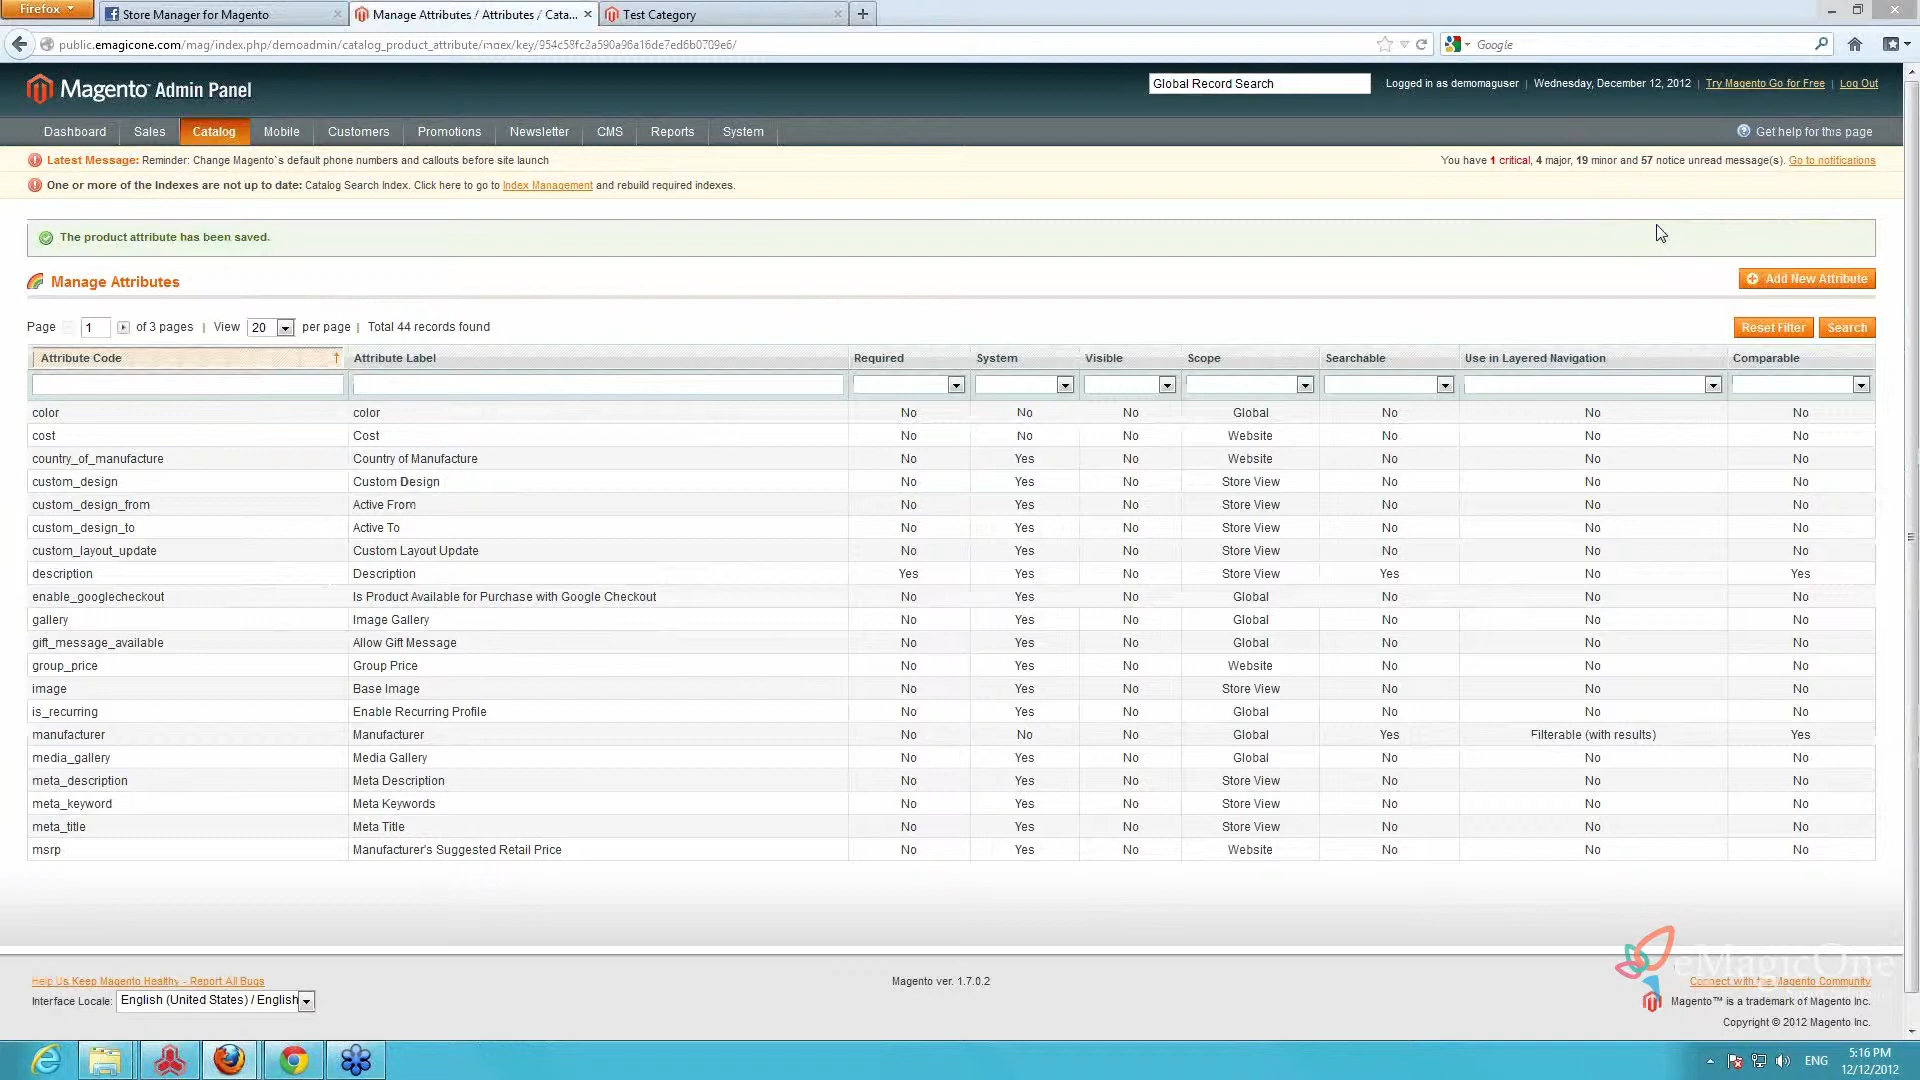 Firefox
Store Manager for Magento
Manage Attributes / Attributes / Cata...
Test Category
public.emagicone.com/mag/index.php/demoadmin/catalog_product_attribute/index/key/954c58fc2a590a96a16de7ed6b0709e6/
Google
Magento Admin Panel
Global Record Search
Logged in as demomaguser | Wednesday, December 12, 2012 | Try Magento Go for Free | Log Out
Dashboard Sales Catalog Mobile Customers Promotions Newsletter CMS Reports System
Get help for this page
Latest Message: Reminder: Change Magento`s default phone numbers and callouts before site launch
You have 1 critical, 4 major, 19 minor and 57 notice unread message(s). Go to notifications
One or more of the Indexes are not up to date: Catalog Search Index. Click here to go to Index Management and rebuild required indexes.
The product attribute has been saved.
Manage Attributes
Add New Attribute
Page 1 of 3 pages | View 20 per page | Total 44 records found
Reset Filter Search
Attribute Code Attribute Label Required System Visible Scope Searchable Use in Layered Navigation Comparable
color color No No No Global No No No
cost Cost No No No Website No No No
country_of_manufacture Country of Manufacture No Yes No Website No No No
custom_design Custom Design No Yes No Store View No No No
custom_design_from Active From No Yes No Store View No No No
custom_design_to Active To No Yes No Store View No No No
custom_layout_update Custom Layout Update No Yes No Store View No No No
description Description Yes Yes No Store View Yes No Yes
enable_googlecheckout Is Product Available for Purchase with Google Checkout No Yes No Global No No No
gallery Image Gallery No Yes No Global No No No
gift_message_available Allow Gift Message No Yes No Global No No No
group_price Group Price No Yes No Website No No No
image Base Image No Yes No Store View No No No
is_recurring Enable Recurring Profile No Yes No Global No No No
manufacturer Manufacturer No No No Global Yes Filterable (with results) Yes
media_gallery Media Gallery No Yes No Global No No No
meta_description Meta Description No Yes No Store View No No No
meta_keyword Meta Keywords No Yes No Store View No No No
meta_title Meta Title No Yes No Store View No No No
msrp Manufacturer's Suggested Retail Price No Yes No Website No No No
eMagicOne
Help Us Keep Magento Healthy - Report All Bugs
Magento ver. 1.7.0.2
Connect with the Magento Community
Interface Locale: English (United States) / English
Magento™ is a trademark of Magento Inc.
Copyright © 2012 Magento Inc.
ENG
5:16 PM
12/12/2012